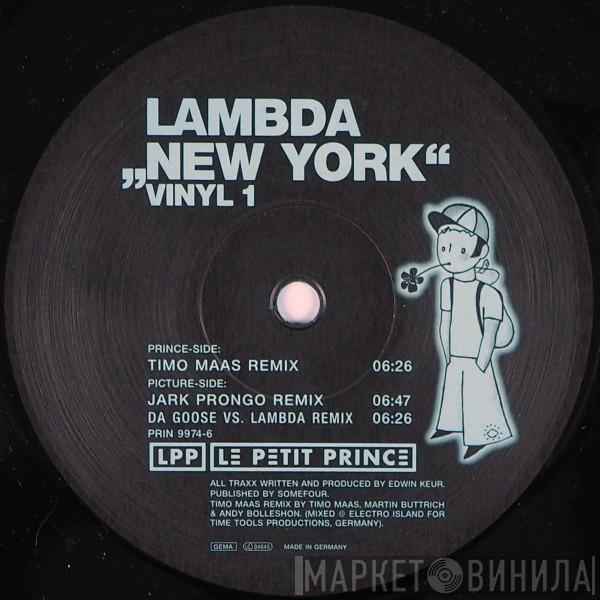 LAMBDA
„NEW YORK“
VINYL 1
PRINCE-SIDE:
TIMO MAAS REMIX 06:26
PICTURE-SIDE:
JARK PRONGO REMIX 06:47
DA GOOSE VS. LAMBDA REMIX 06:26
PRIN 9974-6
LPP LE PETIT PRINCE
ALL TRAXX WRITTEN AND PRODUCED BY EDWIN KEUR.
PUBLISHED BY SOMEFOUR.
TIMO MAAS REMIX BY TIMO MAAS, MARTIN BUTTRICH
& ANDY BOLLESHON. (MIXED @ ELECTRO ISLAND FOR
TIME TOOLS PRODUCTIONS, GERMANY).
GEMA LC 04645 MADE IN GERMANY
МАРКЕТ ВИНИЛА